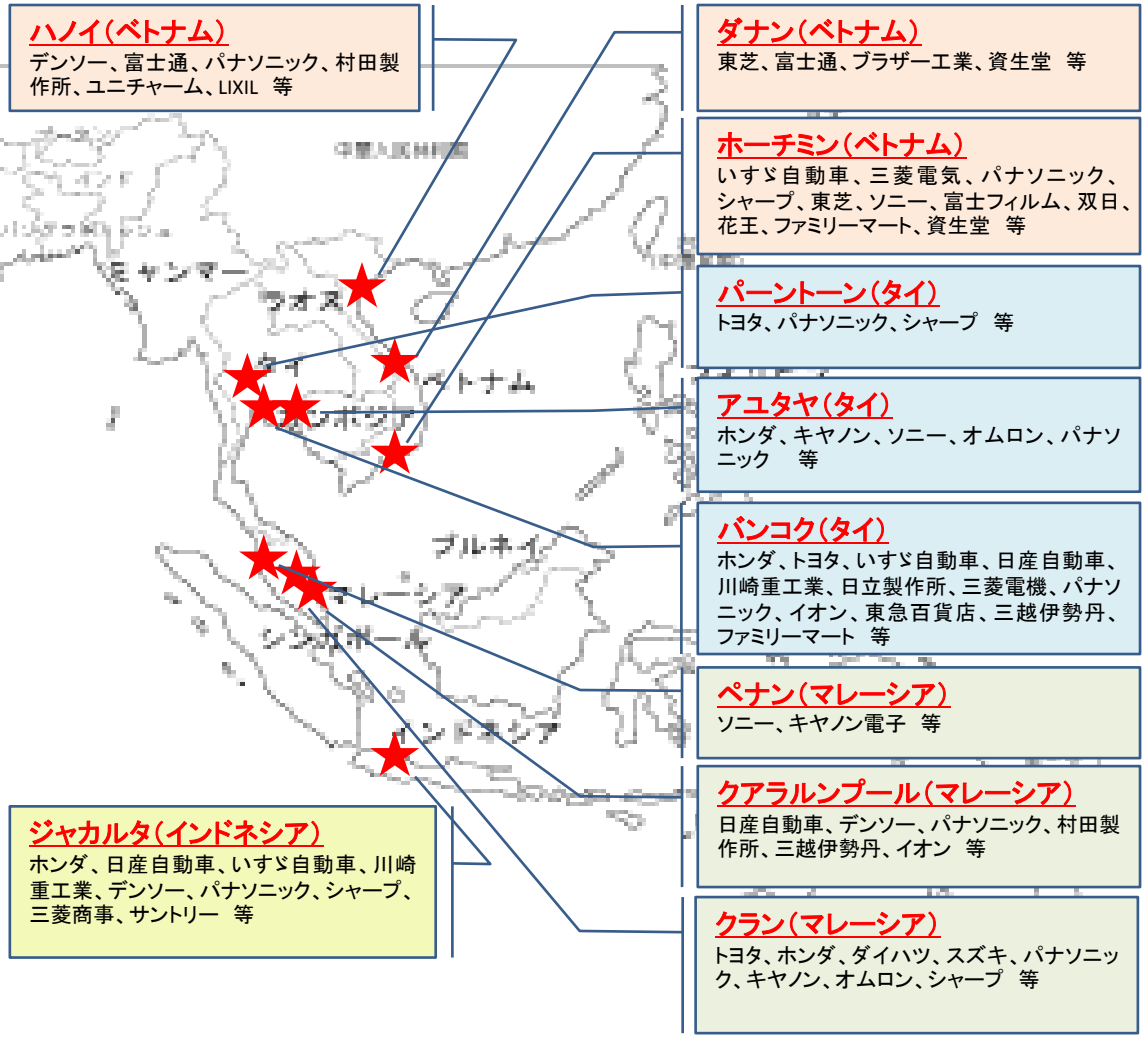 ハノイ(ベトナム)
デンソー、富士通、パナソニック、村田製
作所、ユニチャーム、LIXIL 等
ダナン(ベトナム)
東芝、富士通、ブラザー工業、資生堂 等
ホーチミン(ベトナム)
いすゞ自動車、三菱電気、パナソニック、
シャープ、東芝、ソニー、富士フィルム、双日、
花王、ファミリーマート、資生堂 等
パーントーン(タイ)
トヨタ、パナソニック、シャープ 等
アユタヤ(タイ)
ホンダ、キヤノン、ソニー、オムロン、パナソ
ニック 等
バンコク(タイ)
ホンダ、トヨタ、いすゞ自動車、日産自動車、
川崎重工業、日立製作所、三菱電機、パナソ
ニック、イオン、東急百貨店、三越伊勢丹、
ファミリーマート 等
ペナン(マレーシア)
ソニー、キヤノン電子 等
クアラルンプール(マレーシア)
日産自動車、デンソー、パナソニック、村田製
作所、三越伊勢丹、イオン 等
クラン(マレーシア)
トヨタ、ホンダ、ダイハツ、スズキ、パナソニッ
ク、キヤノン、オムロン、シャープ 等
ジャカルタ(インドネシア)
ホンダ、日産自動車、いすゞ自動車、川崎
重工業、デンソー、パナソニック、シャープ、
三菱商事、サントリー 等
中華人民共和国
ミャンマー
ラオス
タイ
ベトナム
ブルネイ
マレーシア
シンガポール
インドネシア